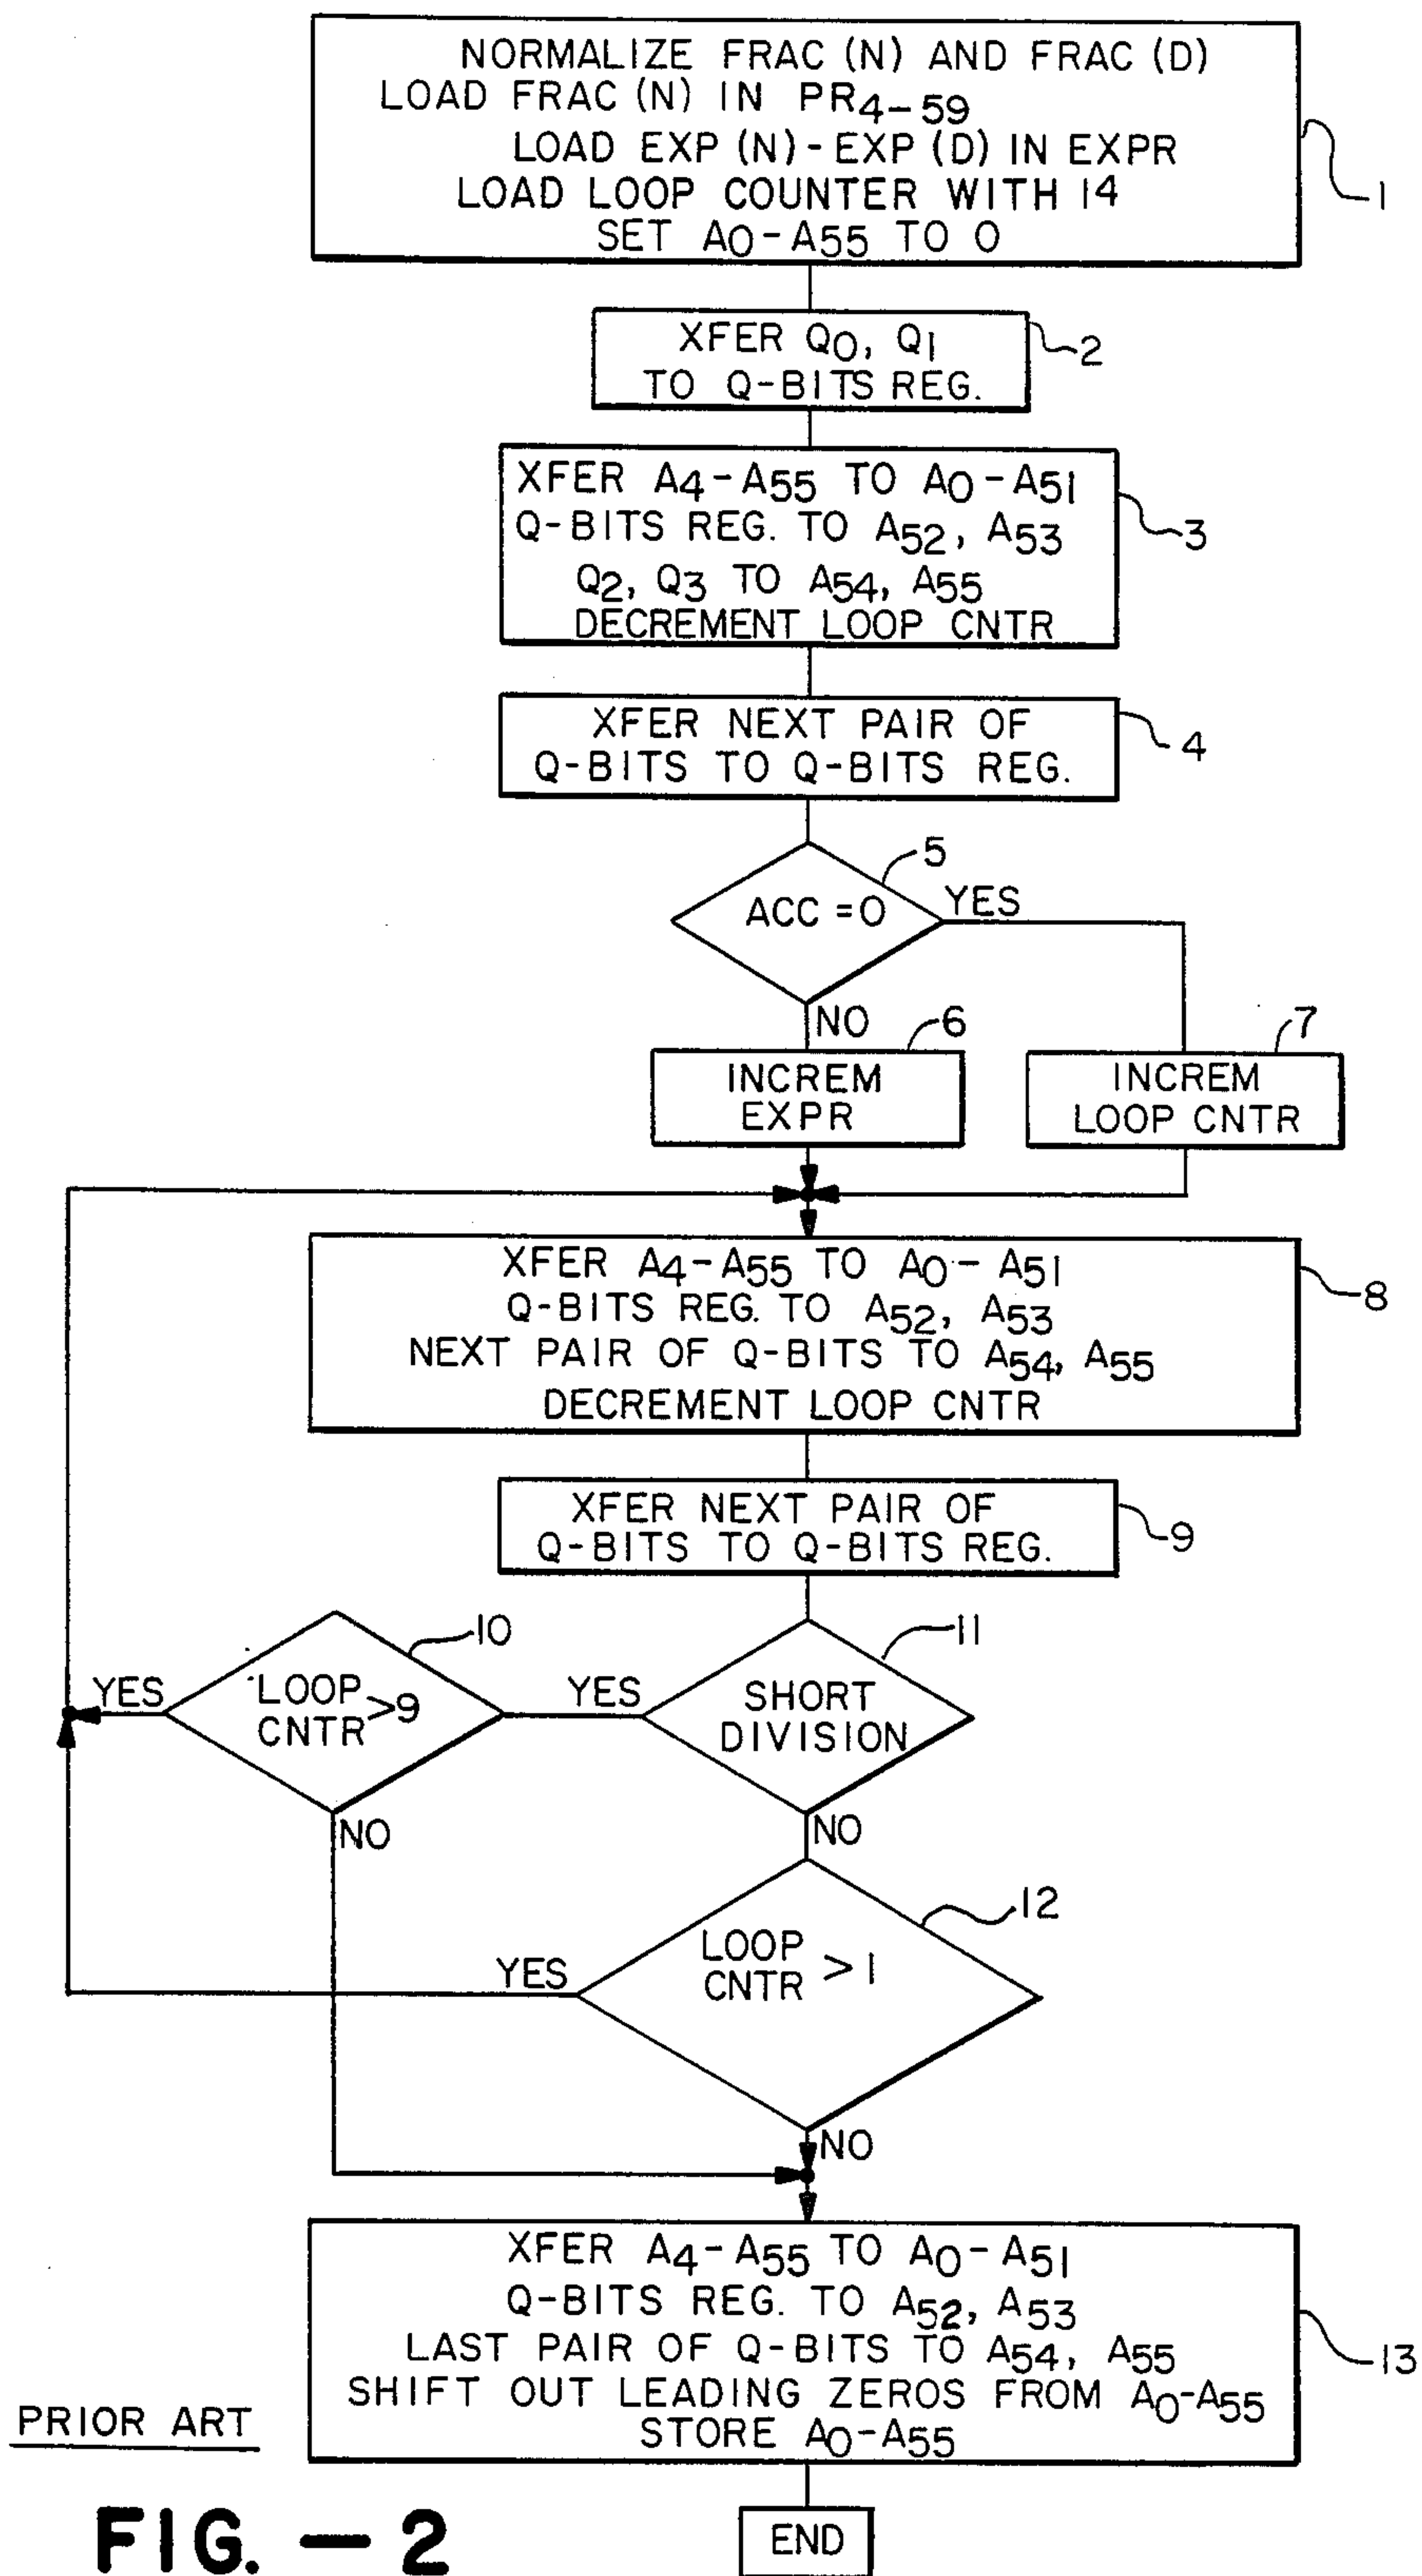 NORMALIZE FRAC (N) AND FRAC (D)
LOAD FRAC (N) IN PR4-59
LOAD EXP (N)-EXP (D) IN EXPR
LOAD LOOP COUNTER WITH 14
SET A0-A55 TO 0
1
XFER Q0, Q1
TO Q-BITS REG.
2
XFER A4-A55 TO A0-A51
Q-BITS REG. TO A52, A53
Q2, Q3 TO A54, A55
DECREMENT LOOP CNTR
3
XFER NEXT PAIR OF
Q-BITS TO Q-BITS REG.
4
5
ACC = 0
YES
NO
6
INCREM
EXPR
7
INCREM
LOOP CNTR
XFER A4-A55 TO A0-A51
Q-BITS REG. TO A52, A53
NEXT PAIR OF Q-BITS TO A54, A55
DECREMENT LOOP CNTR
8
XFER NEXT PAIR OF
Q-BITS TO Q-BITS REG.
9
10
LOOP
CNTR >9
YES
NO
11
SHORT
DIVISION
YES
NO
12
LOOP
CNTR >1
YES
NO
XFER A4-A55 TO A0-A51
Q-BITS REG. TO A52, A53
LAST PAIR OF Q-BITS TO A54, A55
SHIFT OUT LEADING ZEROS FROM A0-A55
STORE A0-A55
13
END
PRIOR ART
FIG. — 2